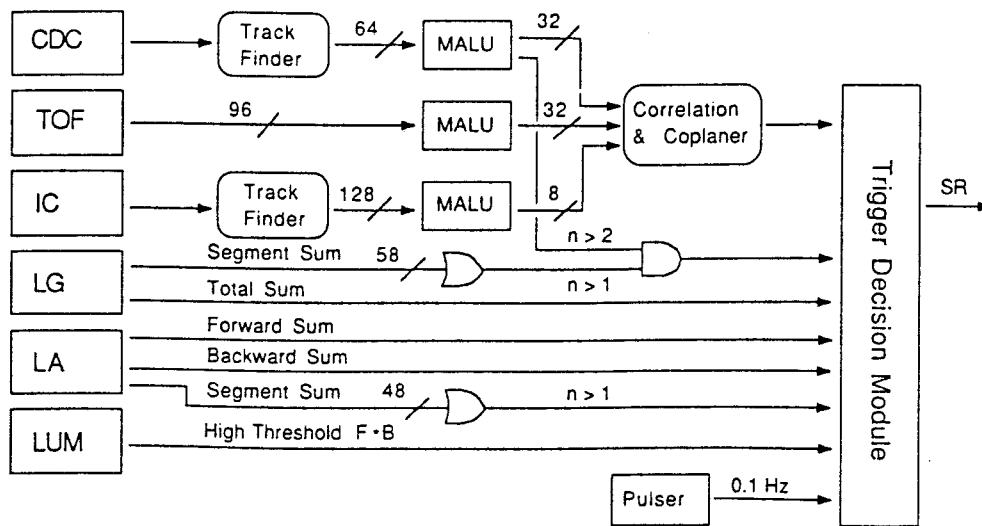 CDC
Track
Finder
64
MALU
32
TOF
96
MALU
32
Correlation
& Coplaner
IC
Track
Finder
128
MALU
8
n > 2
LG
Segment Sum
58
n > 1
Total Sum
Forward Sum
LA
Backward Sum
Segment Sum
48
n > 1
LUM
High Threshold F • B
Pulser
0.1 Hz
Trigger Decision Module
SR